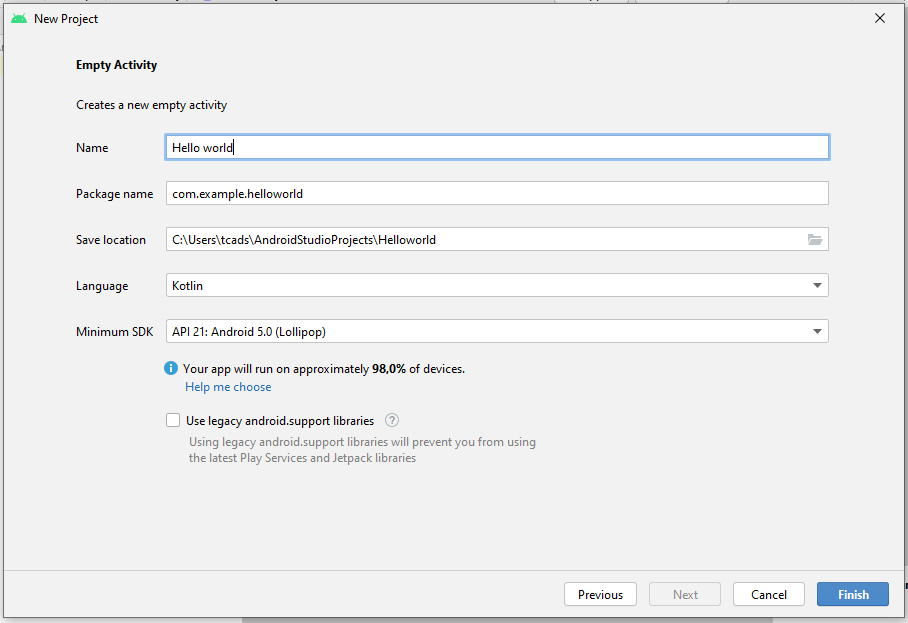 New Project
Empty Activity
Creates a new empty activity
Name Hello world
Package name com.example.helloworld
Save location C:\Users\tcads\AndroidStudioProjects\Helloworld
Language Kotlin
Minimum SDK API 21: Android 5.0 (Lollipop)
i Your app will run on approximately 98,0% of devices.
Help me choose
Use legacy android.support libraries ?
Using legacy android.support libraries will prevent you from using
the latest Play Services and Jetpack libraries
Previous Next Cancel Finish